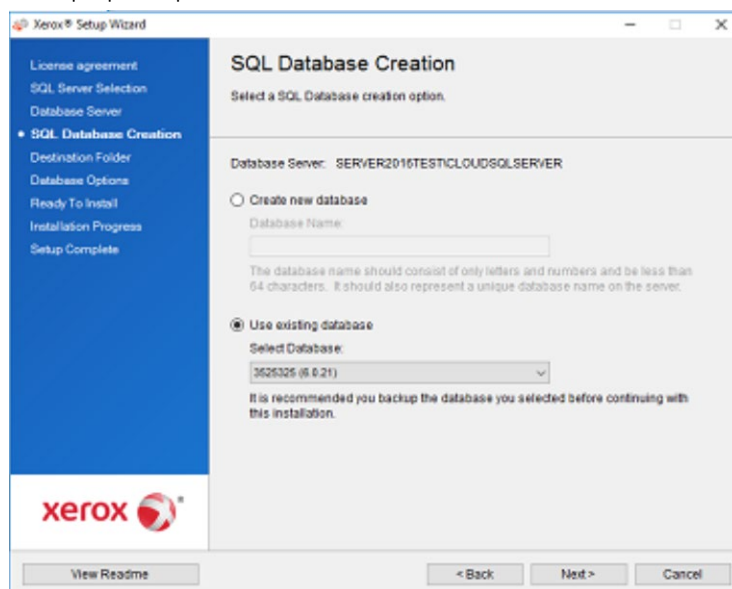 Xerox® Setup Wizard
License agreement
SQL Server Selection
Database Server
SQL Database Creation
Destination Folder
Database Options
Ready To Install
Installation Progress
Setup Complete
SQL Database Creation
Select a SQL Database creation option.
Database Server: SERVER2016TEST\CLOUDSQLSERVER
Create new database
Database Name:
The database name should consist of only letters and numbers and be less than
64 characters. It should also represent a unique database name on the server.
Use existing database
Select Database:
3525325 (6.0.21)
It is recommended you backup the database you selected before continuing with
this installation.
xerox
View Readme
< Back
Next >
Cancel